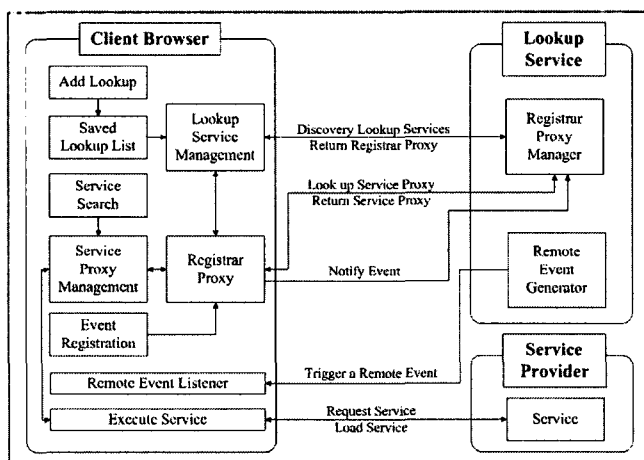 Client Browser
Add Lookup
Saved
Lookup List
Lookup
Service
Management
Service
Search
Service
Proxy
Management
Registrar
Proxy
Event
Registration
Remote Event Listener
Execute Service
Discovery Lookup Services
Return Registrar Proxy
Look up Service Proxy
Return Service Proxy
Notify Event
Trigger a Remote Event
Request Service
Load Service
Lookup
Service
Registrar
Proxy
Manager
Remote
Event
Generator
Service
Provider
Service